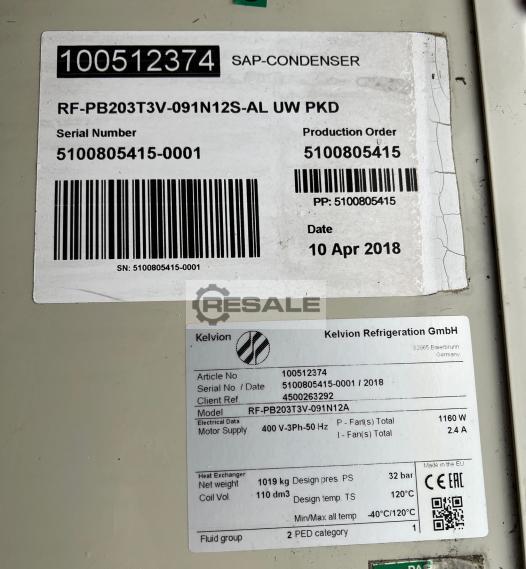 100512374 SAP-CONDENSER
RF-PB203T3V-091N12S-AL UW PKD
Serial Number
Production Order
5100805415-0001
5100805415
PP: 5100805415
Date
10 Apr 2018
SN: 5100805415-0001
RESALE
Kelvion
Kelvion Refrigeration GmbH
Germany
Article No 100512374
Serial No / Date 5100805415-0001 / 2018
Client Ref. 4500263292
Model RF-PB203T3V-091N12A
Electrical Data
Motor Supply 400 V-3Ph-50 Hz
P - Fan(s) Total 1160 W
I - Fan(s) Total 2.4 A
Made in the EU
Heat Exchanger
Net weight 1019 kg Design pres. PS 32 bar
Coil Vol. 110 dm3 Design temp. TS 120°C
Min/Max all temp -40°C/120°C
CE EAC
Fluid group 2 PED category 1